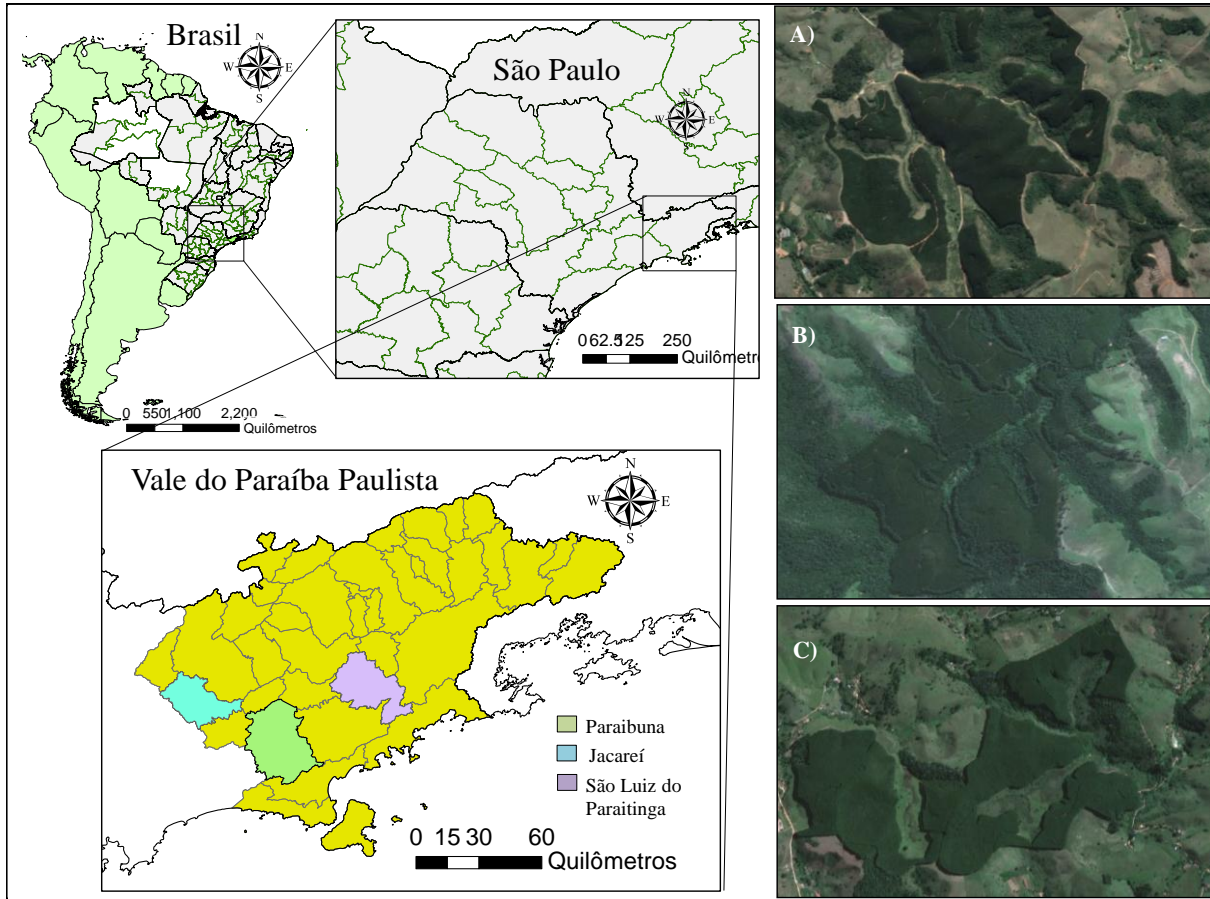 Brasil
N
W E
S
0 550 1,100 2,200
Quilômetros
São Paulo
N
W E
S
0 62.5 125 250
Quilômetr
Vale do Paraíba Paulista
N
W E
S
Paraibuna
Jacareí
São Luiz do
Paraitinga
0 15 30 60
Quilômetros
A)
B)
C)